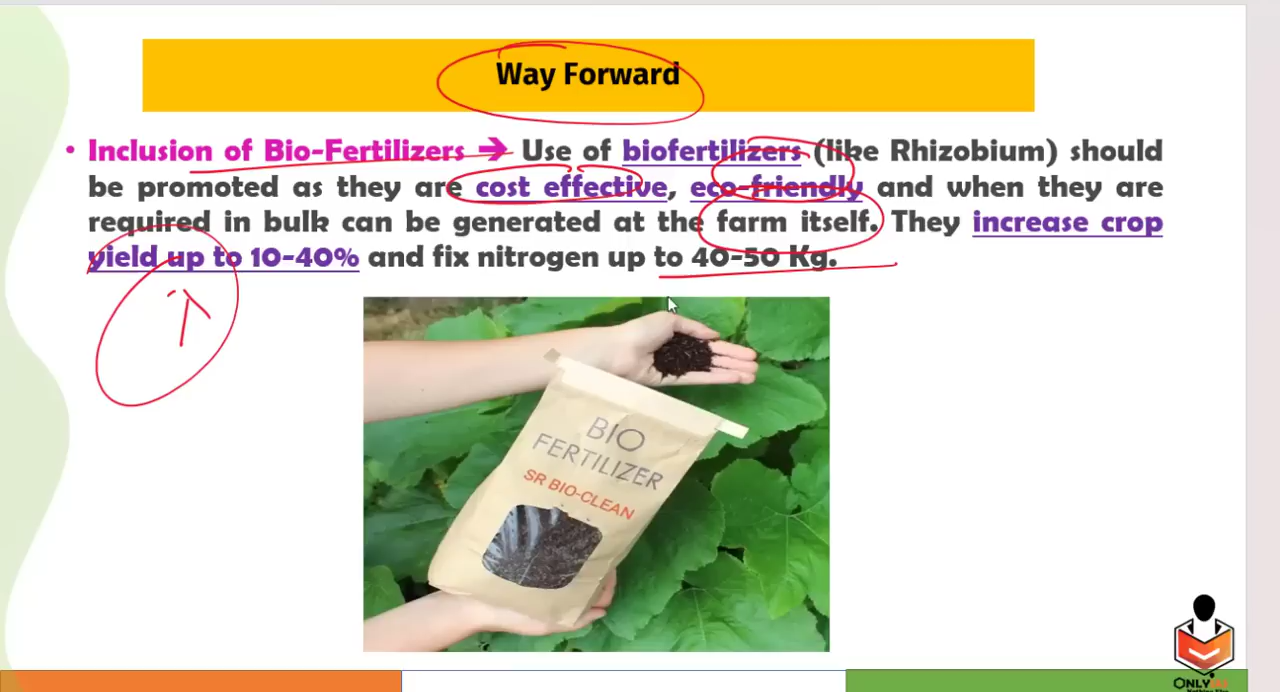 Way Forward
• Inclusion of Bio-Fertilizers → Use of biofertilizers (like Rhizobium) should
be promoted as they are cost effective, eco-friendly and when they are
required in bulk can be generated at the farm itself. They increase crop
yield up to 10-40% and fix nitrogen up to 40-50 Kg.
BIO
FERTILIZER
SR BIO-CLEAN